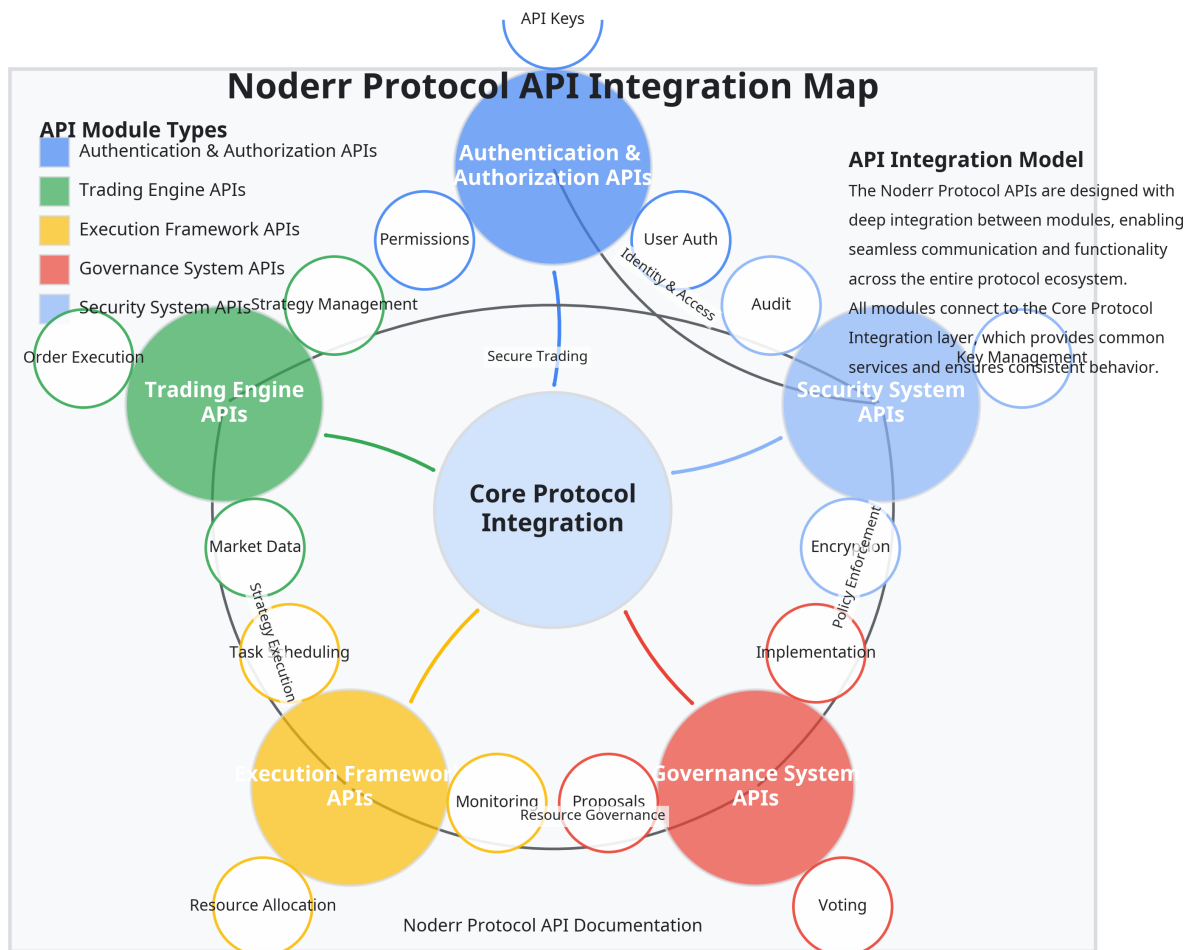 API Keys
Noderr Protocol API Integration Map
API Module Types
Authentication & Authorization APIs
Trading Engine APIs
Execution Framework APIs
Governance System APIs
Security System APIs
Authentication &
Authorization APIs
API Integration Model
The Noderr Protocol APIs are designed with
deep integration between modules, enabling
seamless communication and functionality
across the entire protocol ecosystem.
All modules connect to the Core Protocol
Integration layer, which provides common
services and ensures consistent behavior.
Permissions
User Auth
Identity & Access
Strategy Management
Audit
Order Execution
Secure Trading
Key Management
Trading Engine
APIs
Security System
APIs
Core Protocol
Integration
Market Data
Encryption
Policy Enforcement
Strategy Execution
Task Scheduling
Implementation
Execution Framework
APIs
Monitoring
Proposals
Resource Governance
Governance System
APIs
Resource Allocation
Voting
Noderr Protocol API Documentation